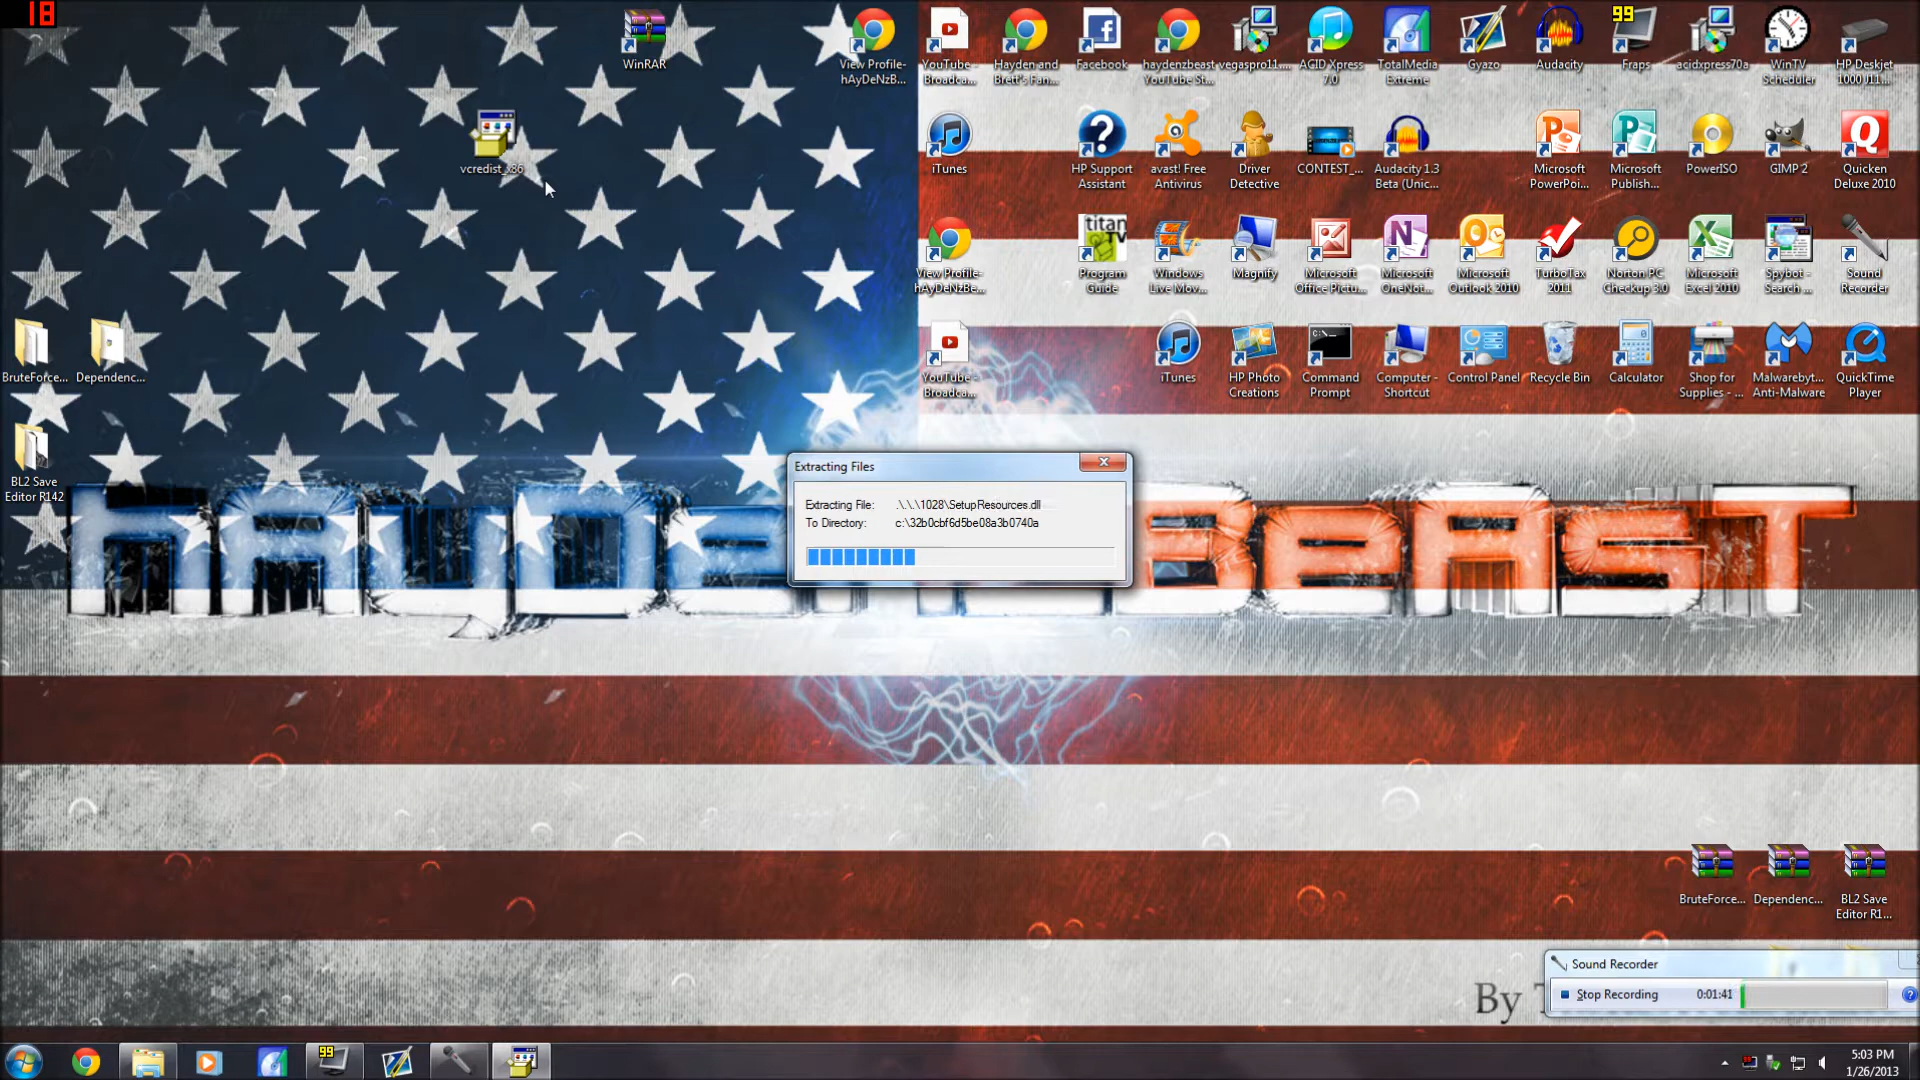 18
WinRAR
View Profile-
hAyDeNzB...
YouTube -
Broadca...
Hayden and
Brett's Fan...
Facebook
haydenzbeast
YouTube St...
vegaspro11....
ACID Xpress
7.0
TotalMedia
Extreme
Gyazo
Audacity
99
Fraps
acidxpress70a
WinTV
Scheduler
HP Deskjet
1000 J11...
vcredist_x86
iTunes
HP Support
Assistant
avast! Free
Antivirus
Driver
Detective
CONTEST_...
Audacity 1.3
Beta (Unic...
Microsoft
PowerPoi...
Microsoft
Publish...
PowerISO
GIMP 2
Quicken
Deluxe 2010
View Profile-
hAyDeNzBe...
titan
TV
Program
Guide
Windows
Live Mov...
Magnify
Microsoft
Office Pictu...
Microsoft
OneNot...
Microsoft
Outlook 2010
TurboTax
2011
Norton PC
Checkup 3.0
Microsoft
Excel 2010
Spybot -
Search ...
Sound
Recorder
BruteForce...
Dependenc...
YouTube -
Broadca...
iTunes
HP Photo
Creations
Command
Prompt
Computer -
Shortcut
Control Panel
Recycle Bin
Calculator
Shop for
Supplies - ...
Malwarebyt...
Anti-Malware
QuickTime
Player
BL2 Save
Editor R142
Extracting Files
Extracting File: .\.\.\1028\SetupResources.dll
To Directory: c:\32b0cbf6d5be08a3b0740a
BruteForce...
Dependenc...
BL2 Save
Editor R1...
Sound Recorder
Stop Recording 0:01:41
By
99
5:03 PM
1/26/2013